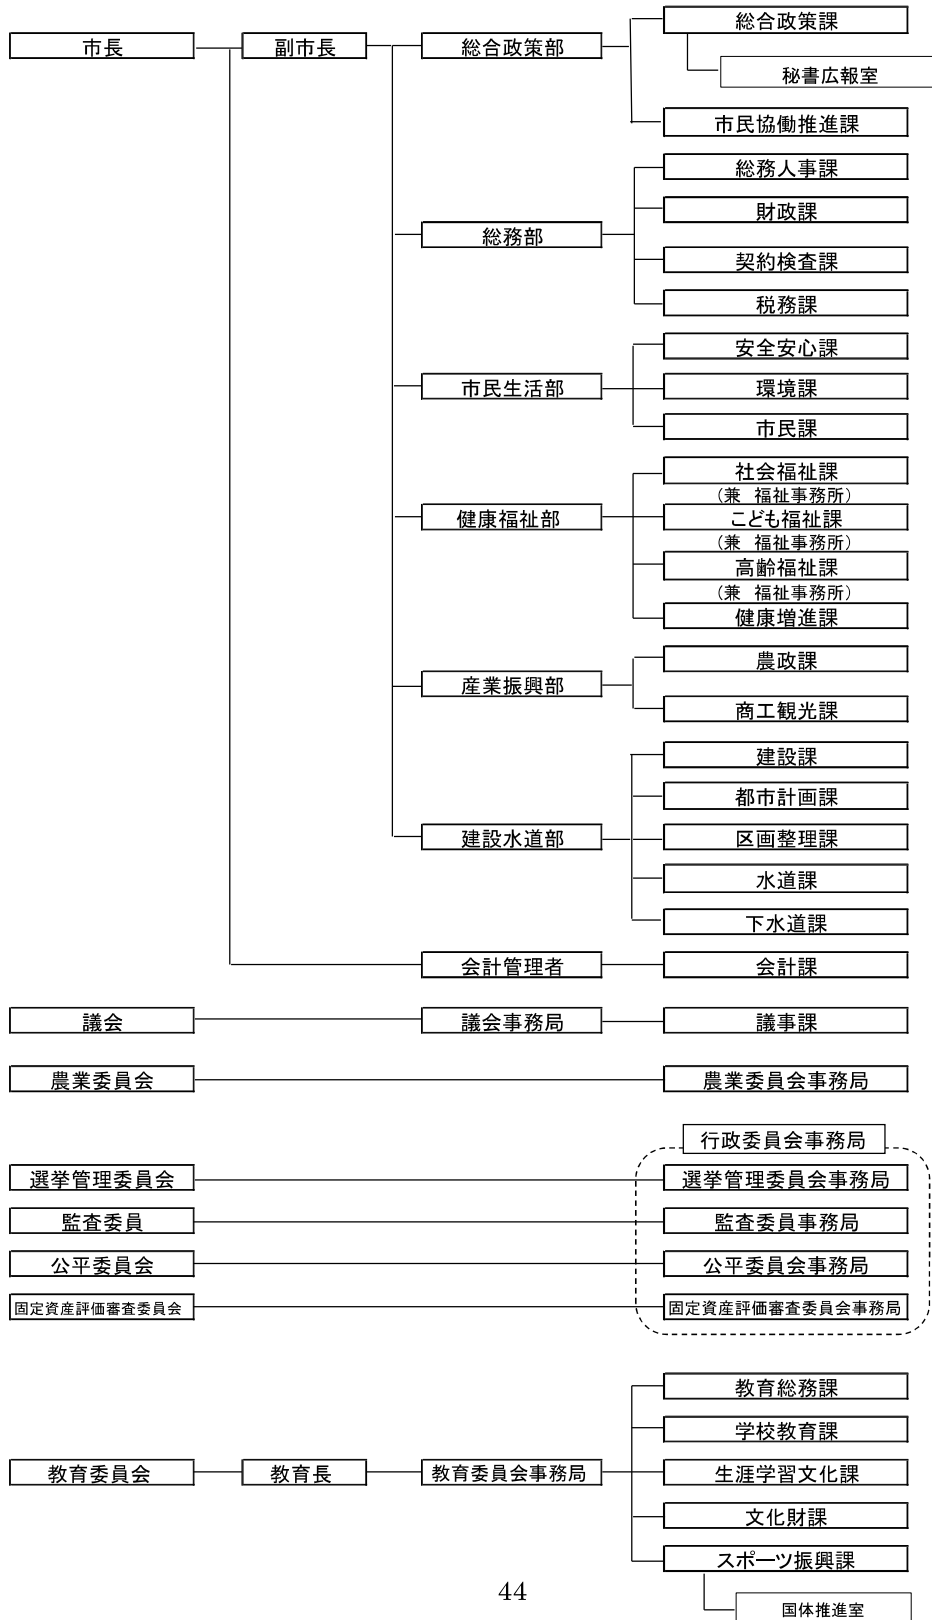 総合政策課
市長
副市長
総合政策部
秘書広報室
市民協働推進課
総務人事課
財政課
総務部
契約検査課
税務課
安全安心課
市民生活部
環境課
市民課
社会福祉課
(兼 福祉事務所)
健康福祉部
こども福祉課
(兼 福祉事務所)
高齢福祉課
(兼 福祉事務所)
健康増進課
農政課
産業振興部
商工観光課
建設課
都市計画課
建設水道部
区画整理課
水道課
下水道課
会計管理者
会計課
議会
議会事務局
議事課
農業委員会
農業委員会事務局
行政委員会事務局
選挙管理委員会
選挙管理委員会事務局
監査委員
監査委員事務局
公平委員会
公平委員会事務局
固定資産評価審査委員会
固定資産評価審査委員会事務局
教育総務課
学校教育課
教育委員会
教育長
教育委員会事務局
生涯学習文化課
文化財課
スポーツ振興課
国体推進室
44